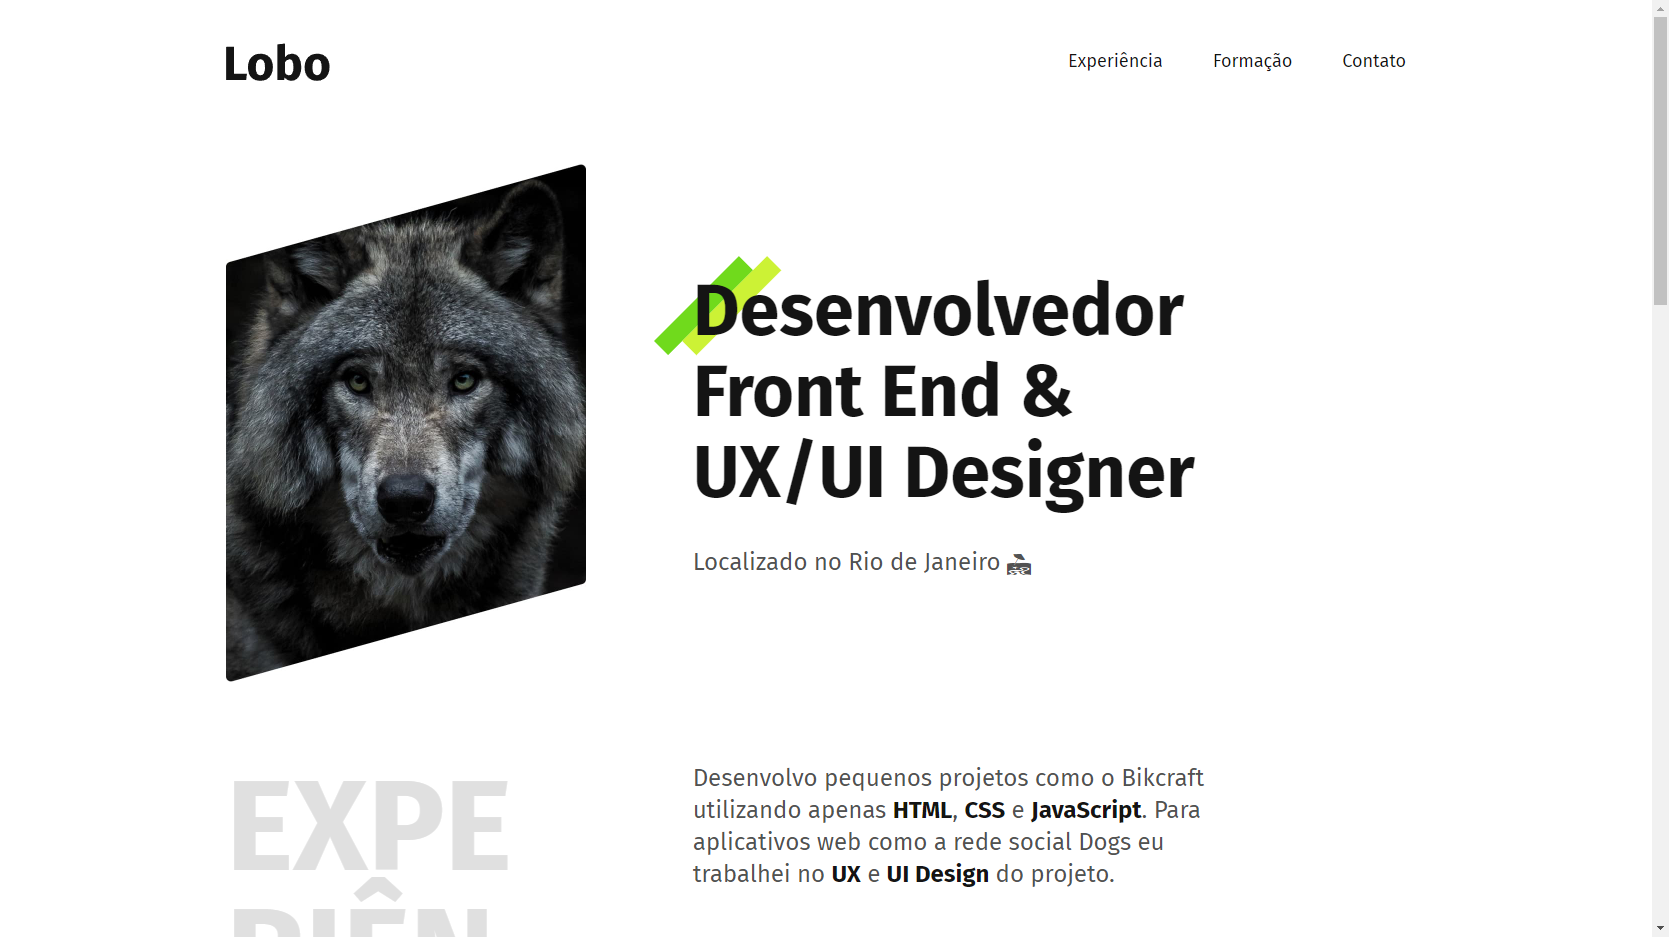 Lobo
Experiência Formação Contato
Desenvolvedor
Front End &
UX/UI Designer
Localizado no Rio de Janeiro
Desenvolvo pequenos projetos como o Bikcraft
utilizando apenas HTML, CSS e JavaScript. Para
aplicativos web como a rede social Dogs eu
trabalhei no UX e UI Design do projeto.
EXPE
RIÊN